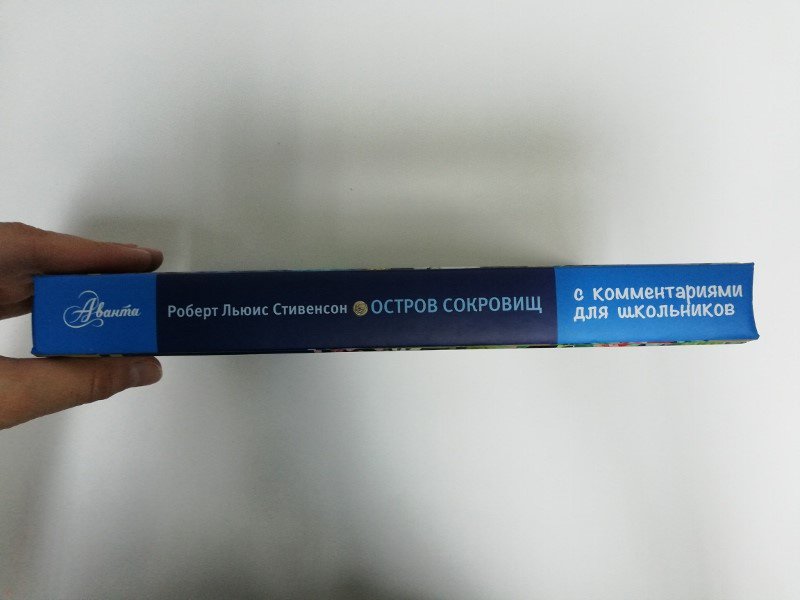 Аванта
Роберт Льюис Стивенсон ОСТРОВ СОКРОВИЩ
с комментариями
для школьников